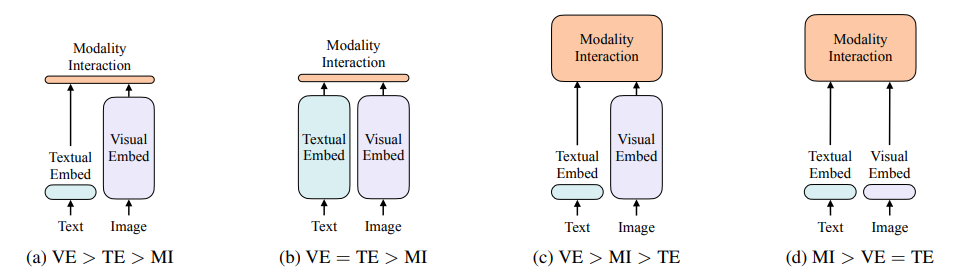 Modality
Interaction
Textual
Embed
Visual
Embed
Text
Image
(a) VE > TE > MI
Modality
Interaction
Textual
Embed
Visual
Embed
Text
Image
(b) VE = TE > MI
Modality
Interaction
Textual
Embed
Visual
Embed
Text
Image
(c) VE > MI > TE
Modality
Interaction
Textual
Embed
Visual
Embed
Text
Image
(d) MI > VE = TE